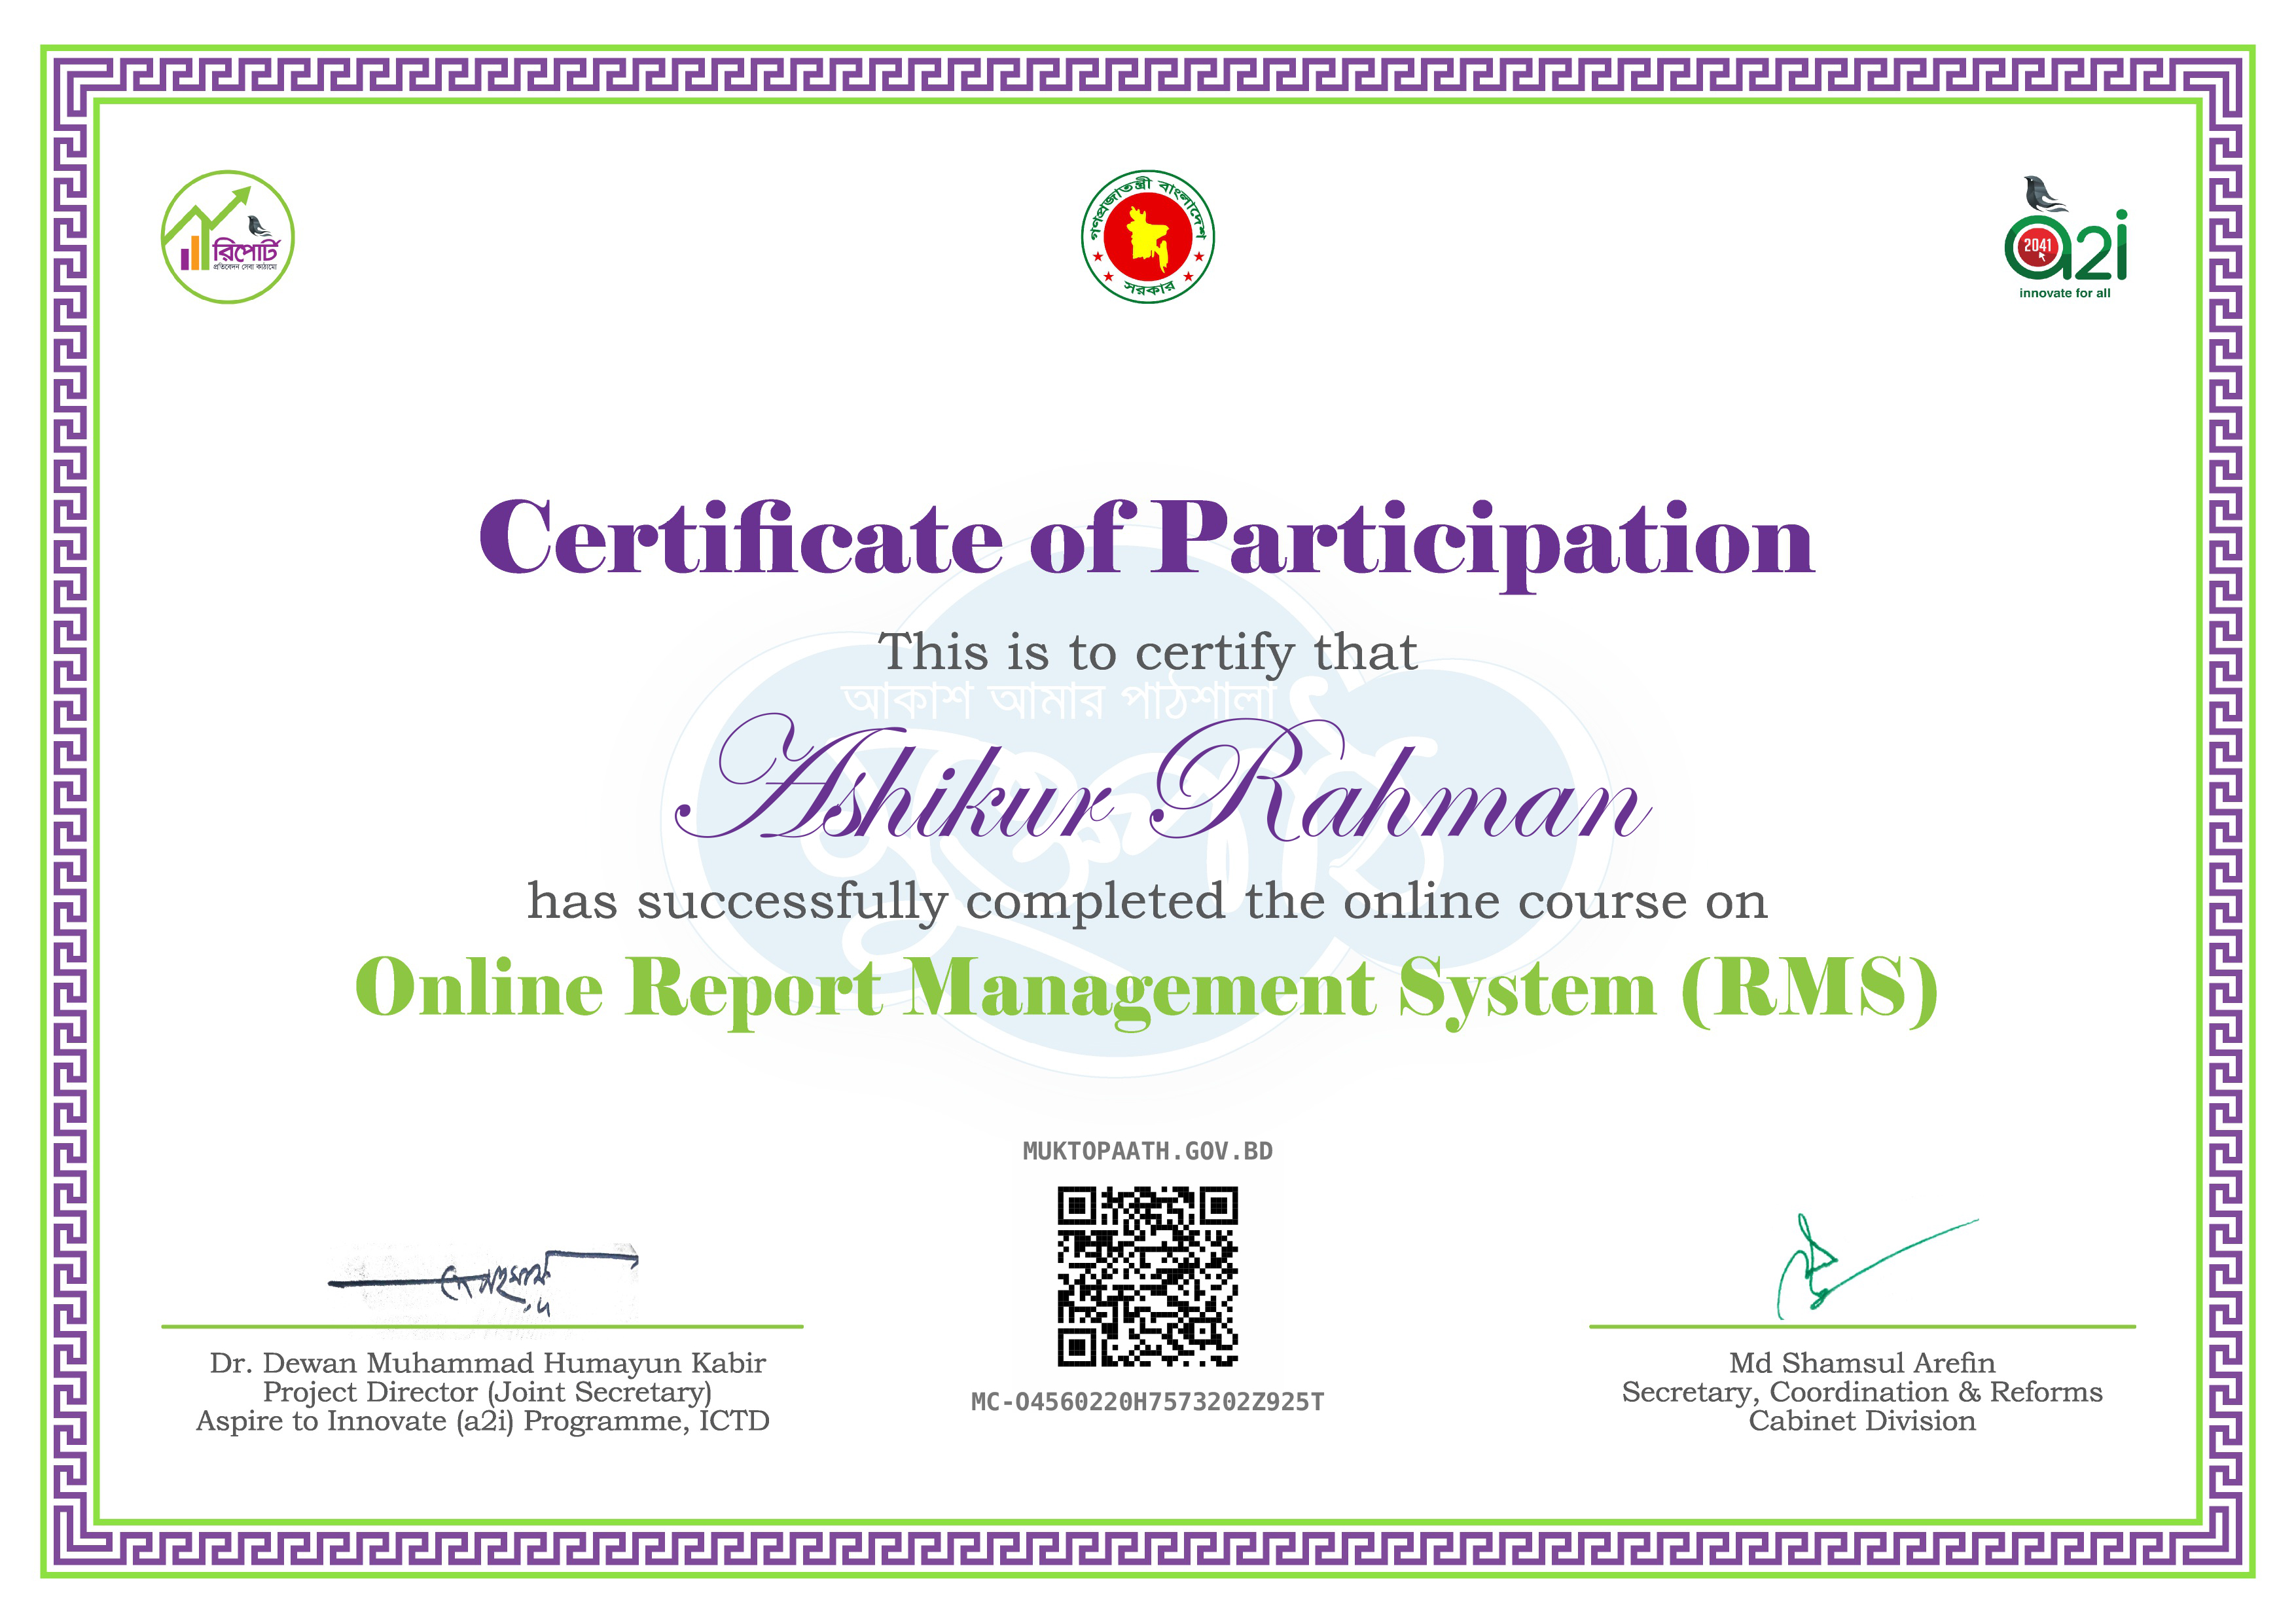 রিপোর্ট
প্রতিবেদন সেবা কাঠামো
গণপ্রজাতন্ত্রী বাংলাদেশ
সরকার
2041
a2i
innovate for all
Certificate of Participation
This is to certify that
আকাশ আমার পাঠশালা
মুক্তপাঠ
Ashikur Rahman
has successfully completed the online course on
Online Report Management System (RMS)
MUKTOPAATH.GOV.BD
MC-O4560220H7573202Z925T
Dr. Dewan Muhammad Humayun Kabir
Project Director (Joint Secretary)
Aspire to Innovate (a2i) Programme, ICTD
Md Shamsul Arefin
Secretary, Coordination & Reforms
Cabinet Division